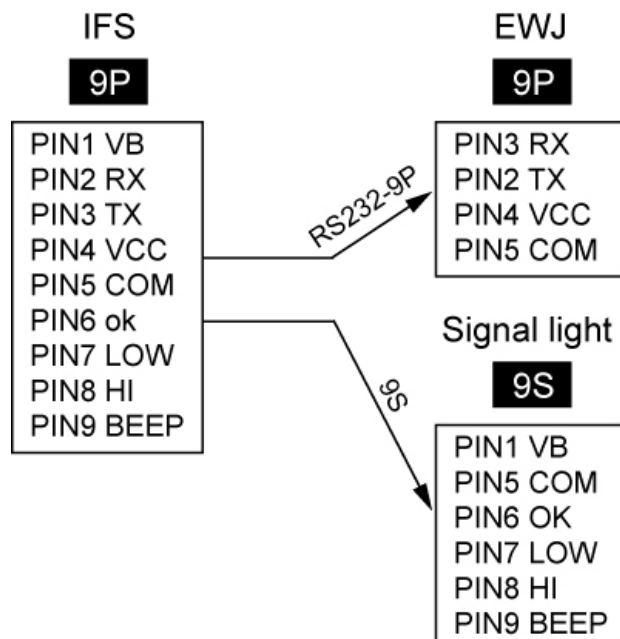 IFS
9P
PIN1 VB
PIN2 RX
PIN3 TX
PIN4 VCC
PIN5 COM
PIN6 ok
PIN7 LOW
PIN8 HI
PIN9 BEEP
RS232-9P
9S
EWJ
9P
PIN3 RX
PIN2 TX
PIN4 VCC
PIN5 COM
Signal light
9S
PIN1 VB
PIN5 COM
PIN6 OK
PIN7 LOW
PIN8 HI
PIN9 BEEP